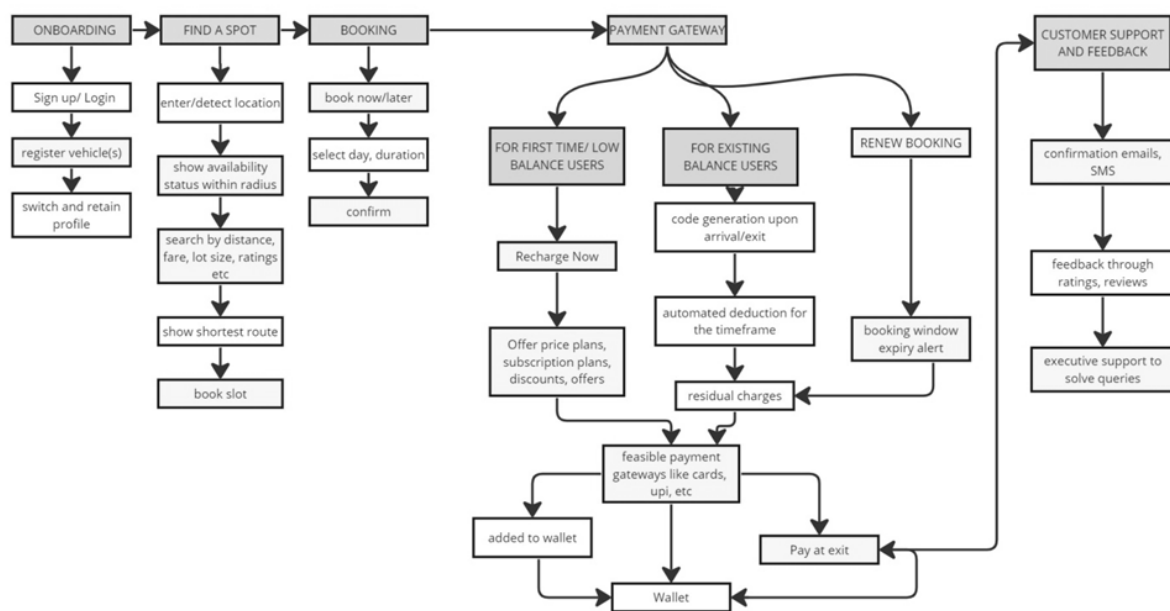 ONBOARDING
Sign up/ Login
register vehicle(s)
switch and retain
profile
FIND A SPOT
enter/detect location
show availability
status within radius
search by distance,
fare, lot size, ratings
etc
show shortest route
book slot
BOOKING
book now/later
select day, duration
confirm
PAYMENT GATEWAY
FOR FIRST TIME/ LOW
BALANCE USERS
Recharge Now
Offer price plans,
subscription plans,
discounts, offers
FOR EXISTING
BALANCE USERS
code generation upon
arrival/exit
automated deduction for
the timeframe
residual charges
RENEW BOOKING
booking window
expiry alert
feasible payment
gateways like cards,
upi, etc
added to wallet
Pay at exit
Wallet
CUSTOMER SUPPORT
AND FEEDBACK
confirmation emails,
SMS
feedback through
ratings, reviews
executive support to
solve queries